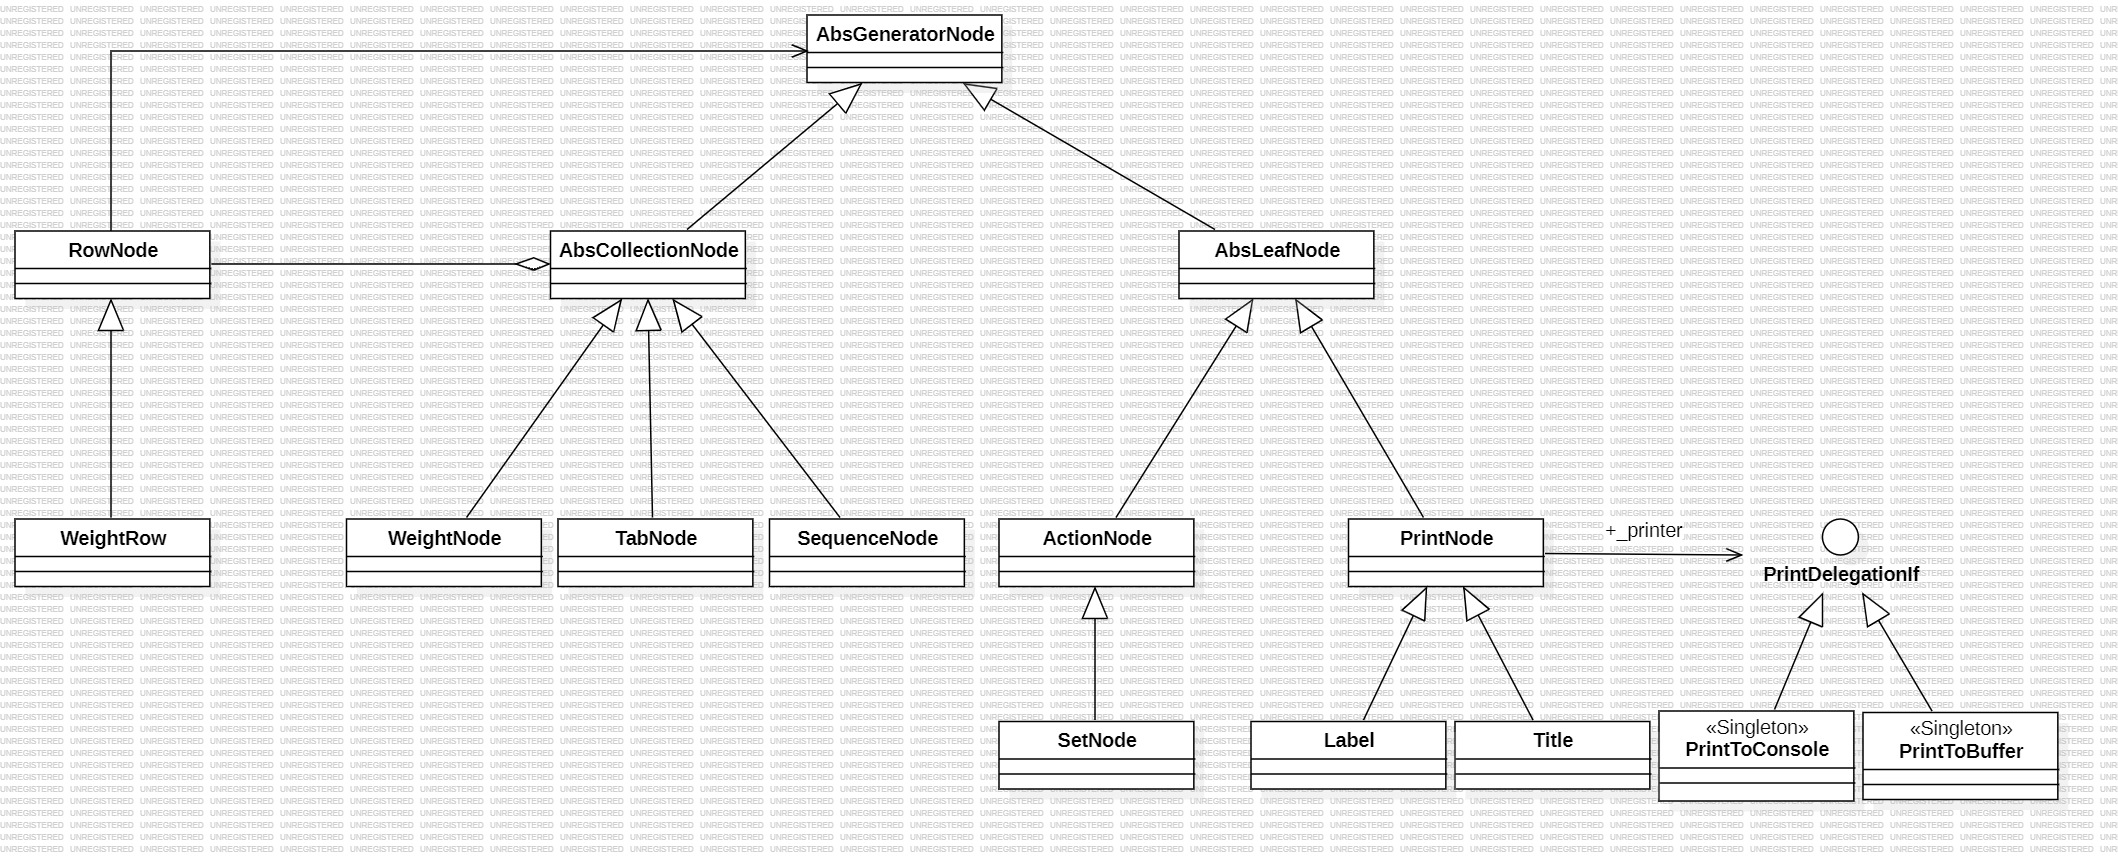 AbsGeneratorNode
RowNode
AbsCollectionNode
AbsLeafNode
WeightRow
WeightNode
TabNode
SequenceNode
ActionNode
PrintNode
+_printer
PrintDelegationIf
SetNode
Label
Title
«Singleton»
PrintToConsole
«Singleton»
PrintToBuffer
UNREGISTERED